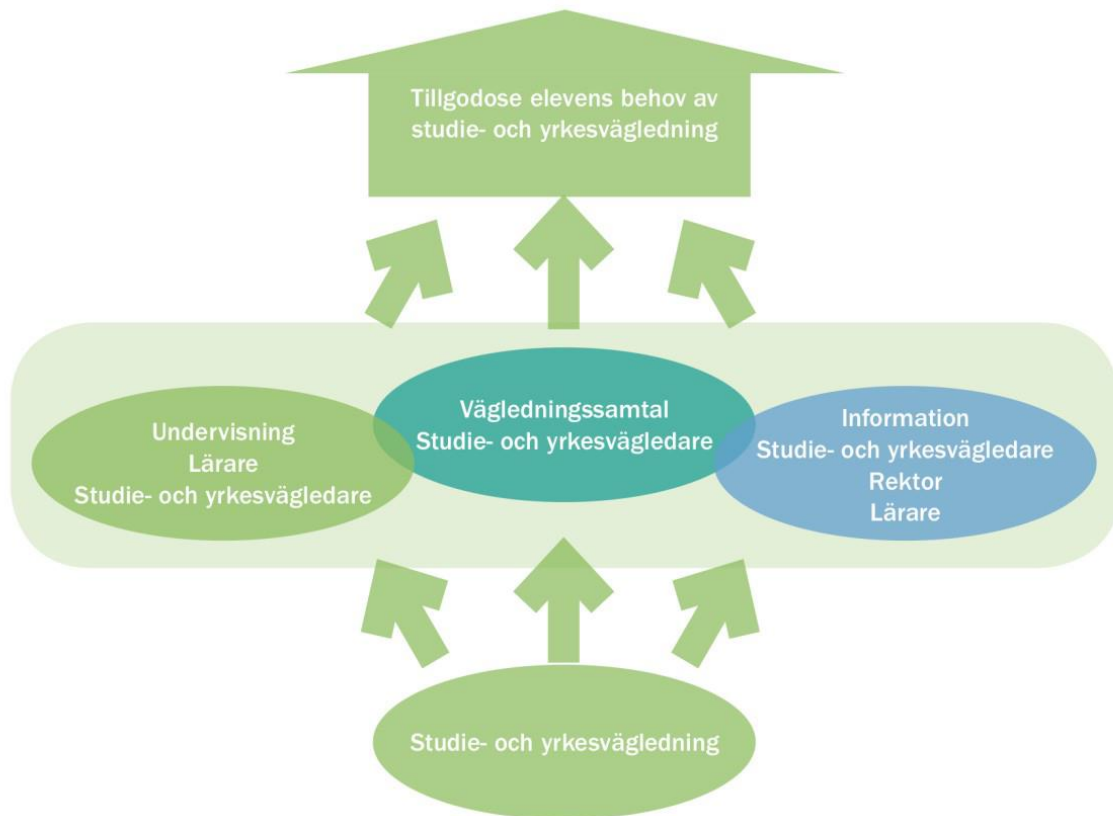 Tillgodose elevens behov av
studie- och yrkesvägledning
Undervisning
Lärare
Studie- och yrkesvägledare
Vägledningssamtal
Studie- och yrkesvägledare
Information
Studie- och yrkesvägledare
Rektor
Lärare
Studie- och yrkesvägledning